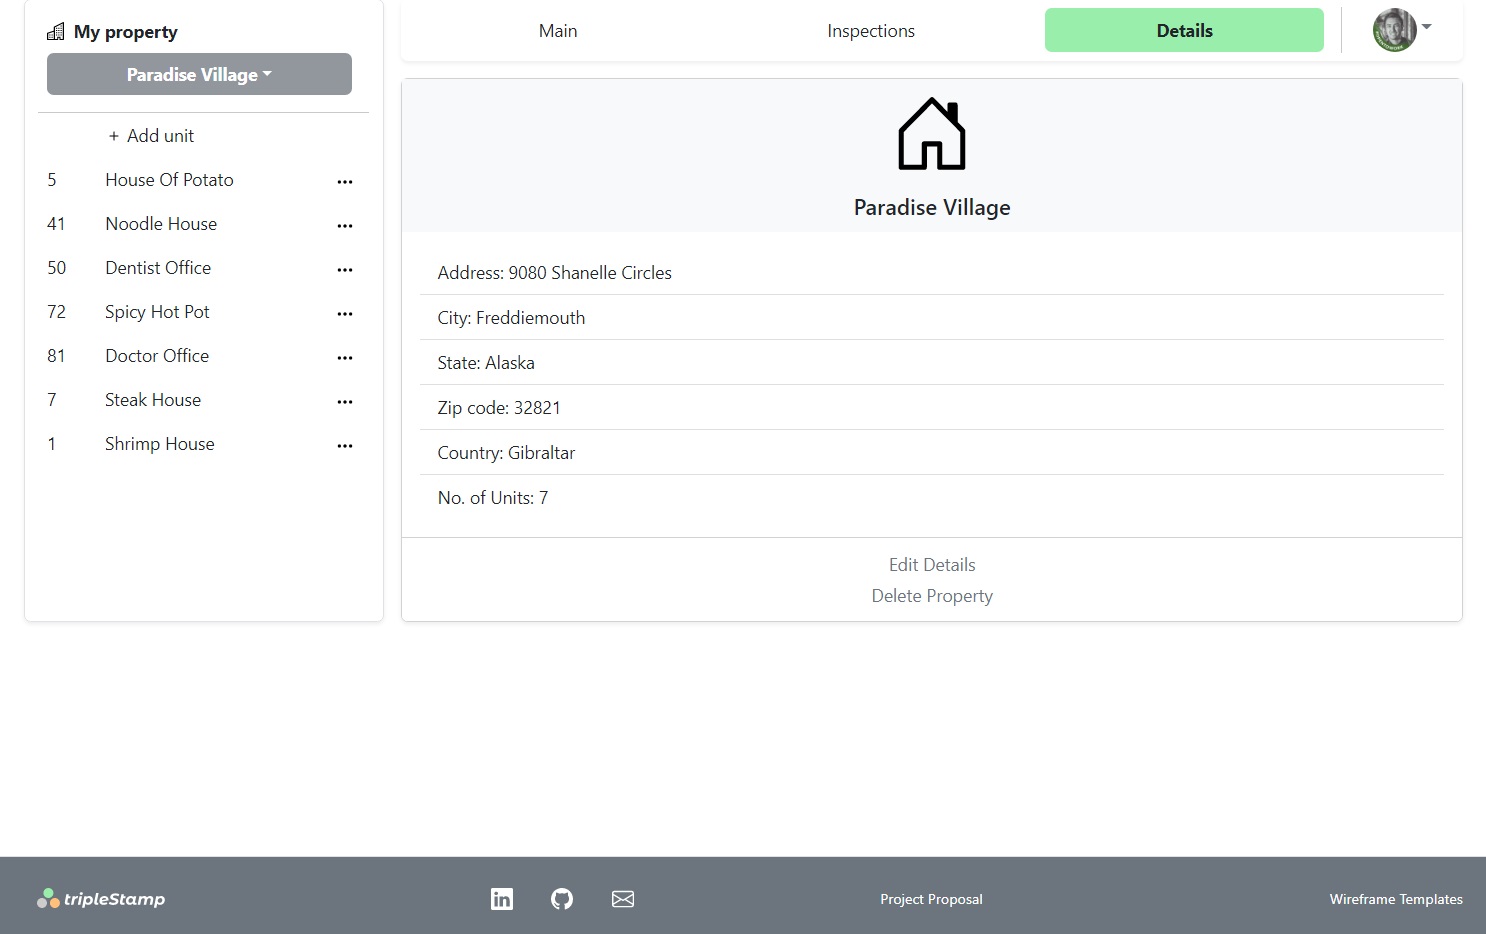 My property
Paradise Village
+ Add unit
5 House Of Potato ...
41 Noodle House ...
50 Dentist Office ...
72 Spicy Hot Pot ...
81 Doctor Office ...
7 Steak House ...
1 Shrimp House ...
Main Inspections Details
Paradise Village
Address: 9080 Shanelle Circles
City: Freddiemouth
State: Alaska
Zip code: 32821
Country: Gibraltar
No. of Units: 7
Edit Details
Delete Property
tripleStamp in Project Proposal Wireframe Templates